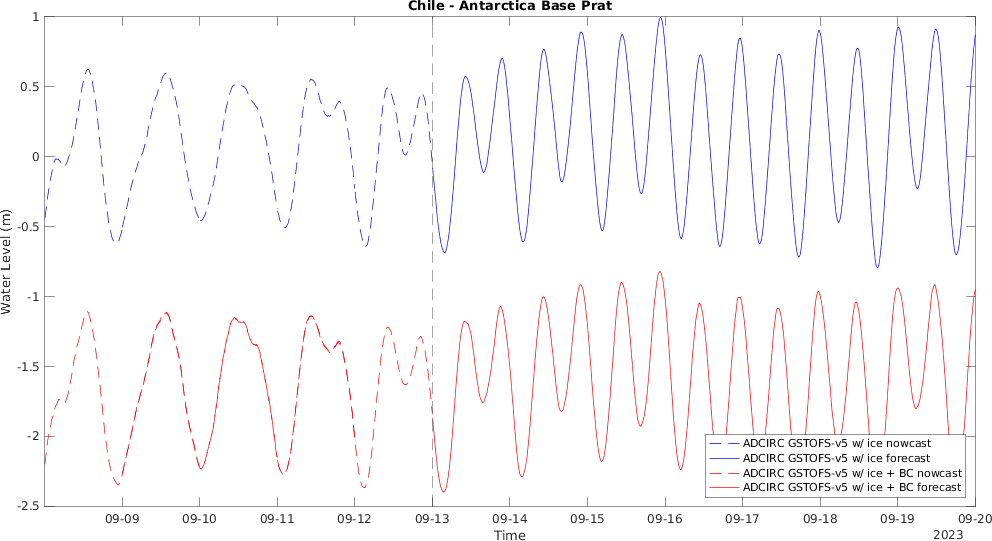 Chile - Antarctica Base Prat
1
0.5
0
-0.5
-1
-1.5
-2
-2.5
Water Level (m)
ADCIRC GSTOFS-v5 w/ ice nowcast
ADCIRC GSTOFS-v5 w/ ice forecast
ADCIRC GSTOFS-v5 w/ ice + BC nowcast
ADCIRC GSTOFS-v5 w/ ice + BC forecast
09-09 09-10 09-11 09-12 09-13 09-14 09-15 09-16 09-17 09-18 09-19 09-20
Time
2023